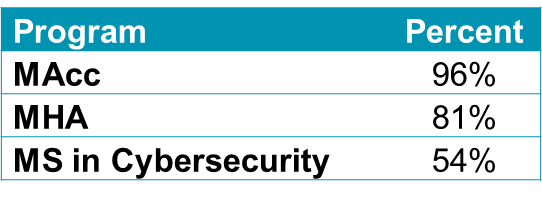 Program Percent
MAcc 96%
MHA 81%
MS in Cybersecurity 54%